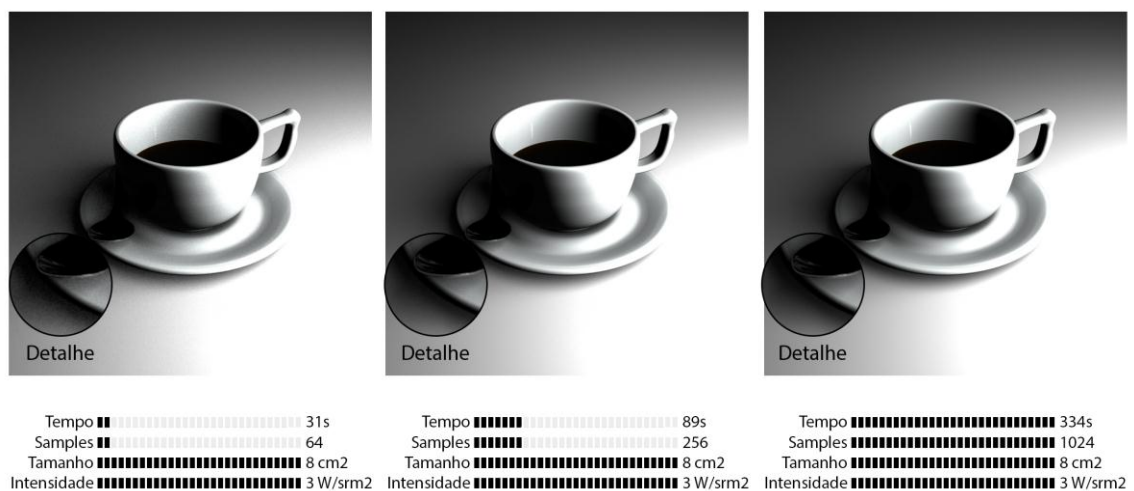 Detalhe
Detalhe
Detalhe
Tempo 31s
Samples 64
Tamanho 8 cm2
Intensidade 3 W/srm2
Tempo 89s
Samples 256
Tamanho 8 cm2
Intensidade 3 W/srm2
Tempo 334s
Samples 1024
Tamanho 8 cm2
Intensidade 3 W/srm2